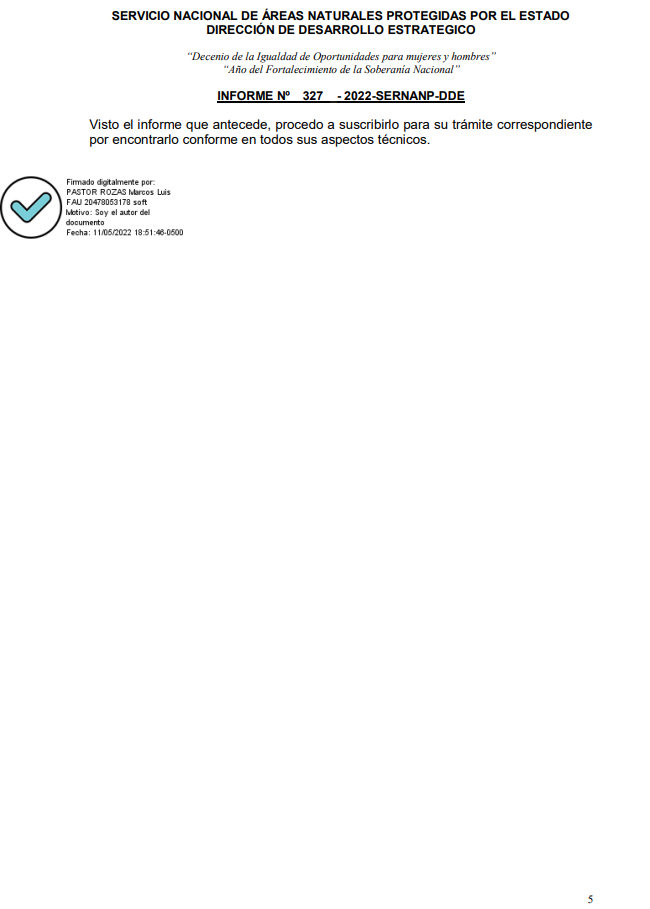 SERVICIO NACIONAL DE ÁREAS NATURALES PROTEGIDAS POR EL ESTADO
DIRECCIÓN DE DESARROLLO ESTRATEGICO
“Decenio de la Igualdad de Oportunidades para mujeres y hombres”
“Año del Fortalecimiento de la Soberanía Nacional”
INFORME Nº 327 - 2022-SERNANP-DDE
Visto el informe que antecede, procedo a suscribirlo para su trámite correspondiente
por encontrarlo conforme en todos sus aspectos técnicos.
Firmado digitalmente por:
PASTOR ROZAS Marcos Luis
FAU 20478053178 soft
Motivo: Soy el autor del
documento
Fecha: 11/05/2022 18:51:46-0500
5